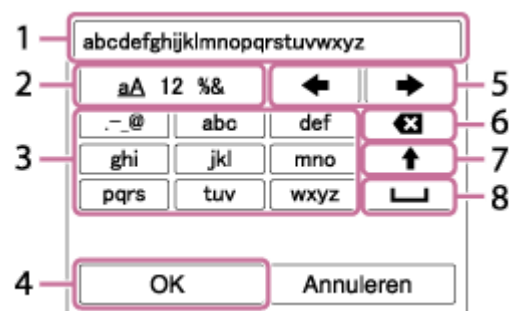 1 abcdefghijklmnopqrstuvwxyz
2 aA 12 %& 5
.-_@ abc def 6
3 ghi jkl mno 7
pqrs tuv wxyz 8
4 OK Annuleren